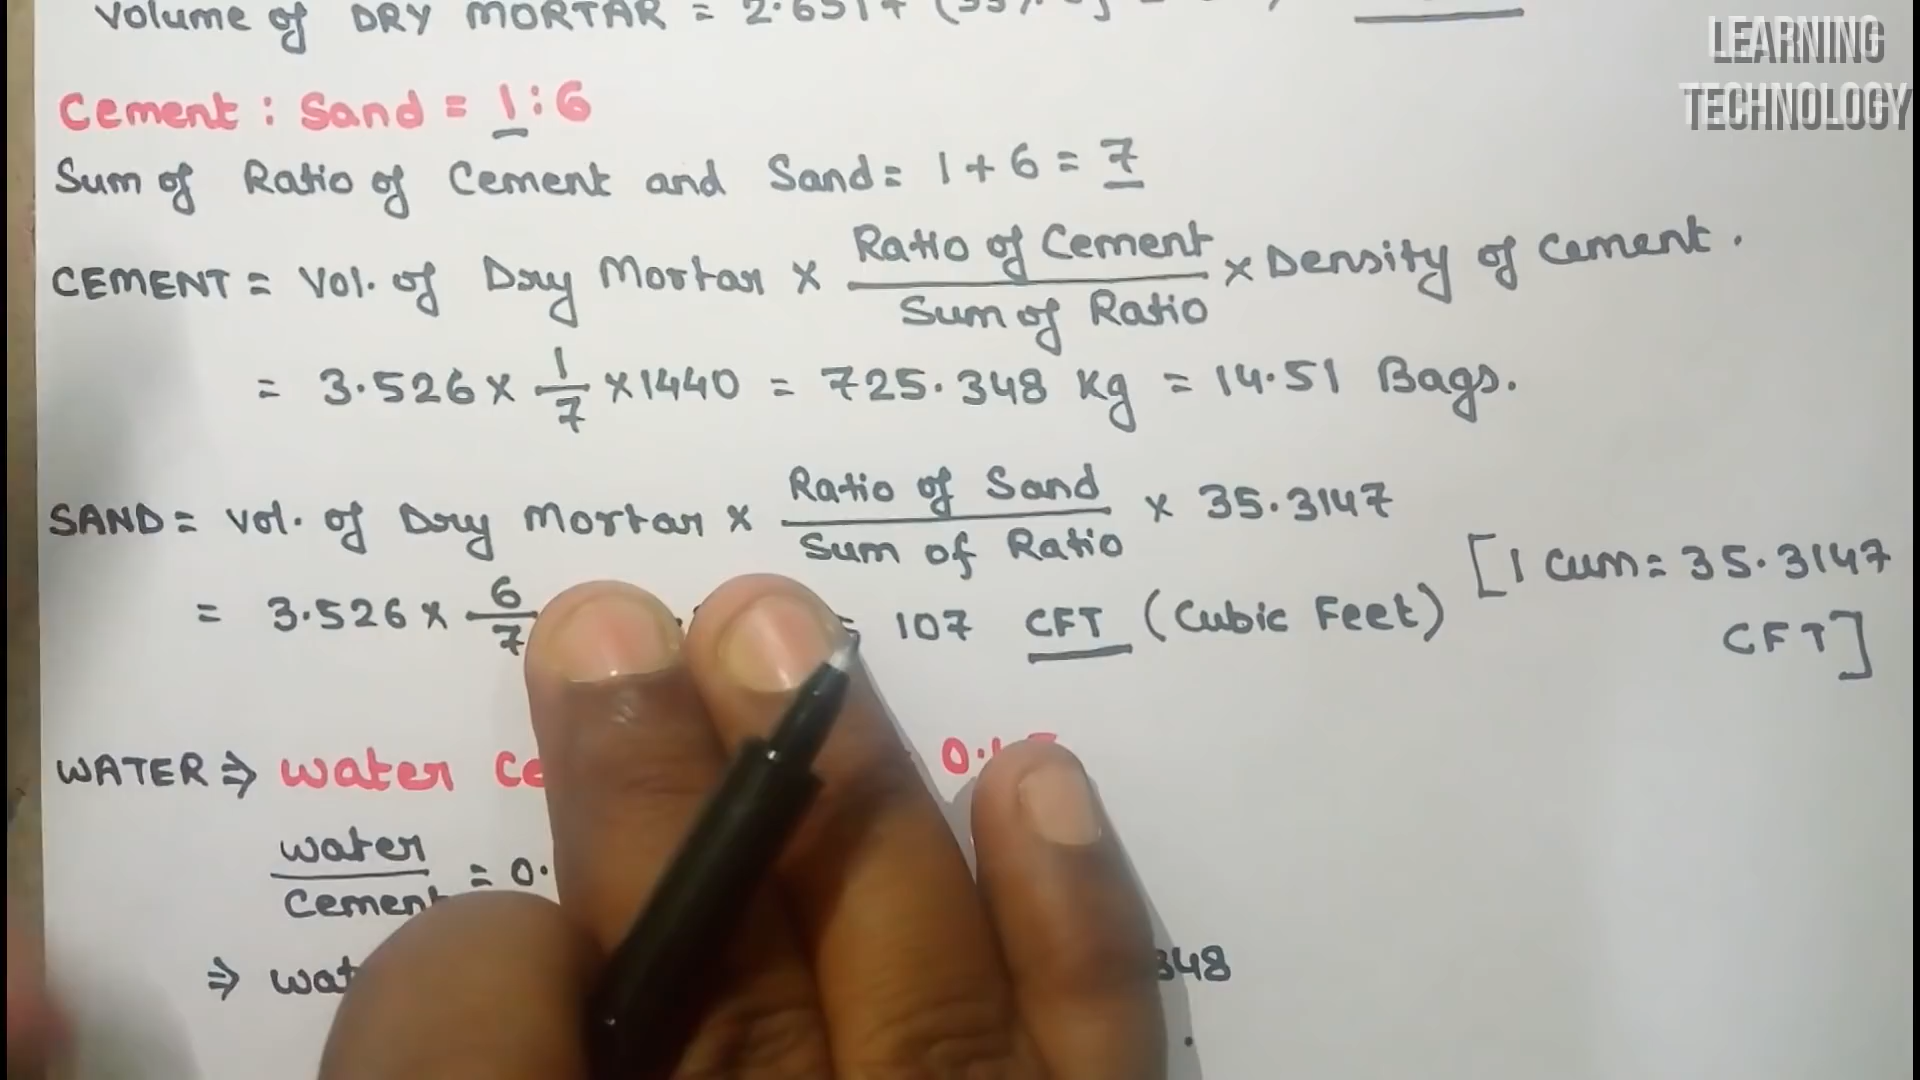 Volume of DRY MORTAR = 2.651+
LEARNING
TECHNOLOGY
Cement : Sand = 1:6
Sum of Ratio of Cement and Sand = 1 + 6 = 7
CEMENT = Vol. of Dry Mortar × Ratio of Cement / Sum of Ratio × Density of Cement.
= 3.526 × 1/7 × 1440 = 725.348 Kg = 14.51 Bags.
SAND = Vol. of Dry Mortar × Ratio of Sand / Sum of Ratio × 35.3147
= 3.526 × 6/7 = 107 CFT (Cubic Feet) [1 cum = 35.3147
CFT]
WATER ⇒ water
water / Cement = 0.
⇒ 348